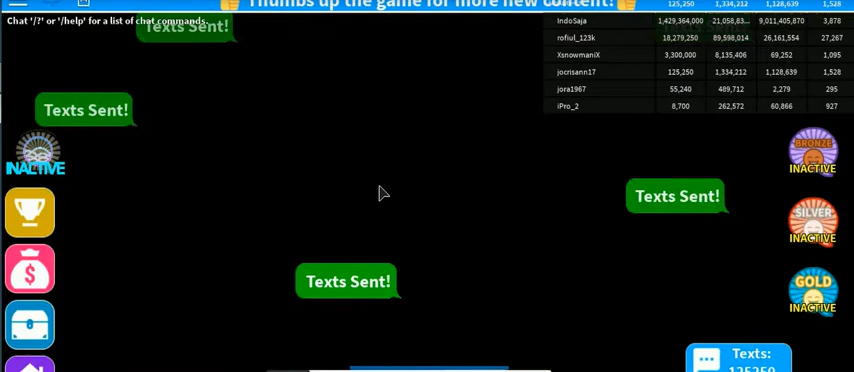 Thumbs up the game for more new content!
125,250 1,334,212 1,128,639 1,528
Chat '/?' or '/help' for a list of chat commands.
Texts Sent!
IndoSaja 1,429,364,000 -21,058,83... 9,011,405,870 3,878
rofiul_123k 18,279,250 89,598,014 26,161,554 27,267
XsnowmaniX 3,300,000 8,135,406 69,252 1,095
jocrisann17 125,250 1,334,212 1,128,639 1,528
jora1967 55,240 489,712 2,279 295
iPro_2 8,700 262,572 60,866 927
Texts Sent!
INACTIVE
BRONZE
INACTIVE
Texts Sent!
SILVER
INACTIVE
Texts Sent!
GOLD
INACTIVE
Texts:
125250